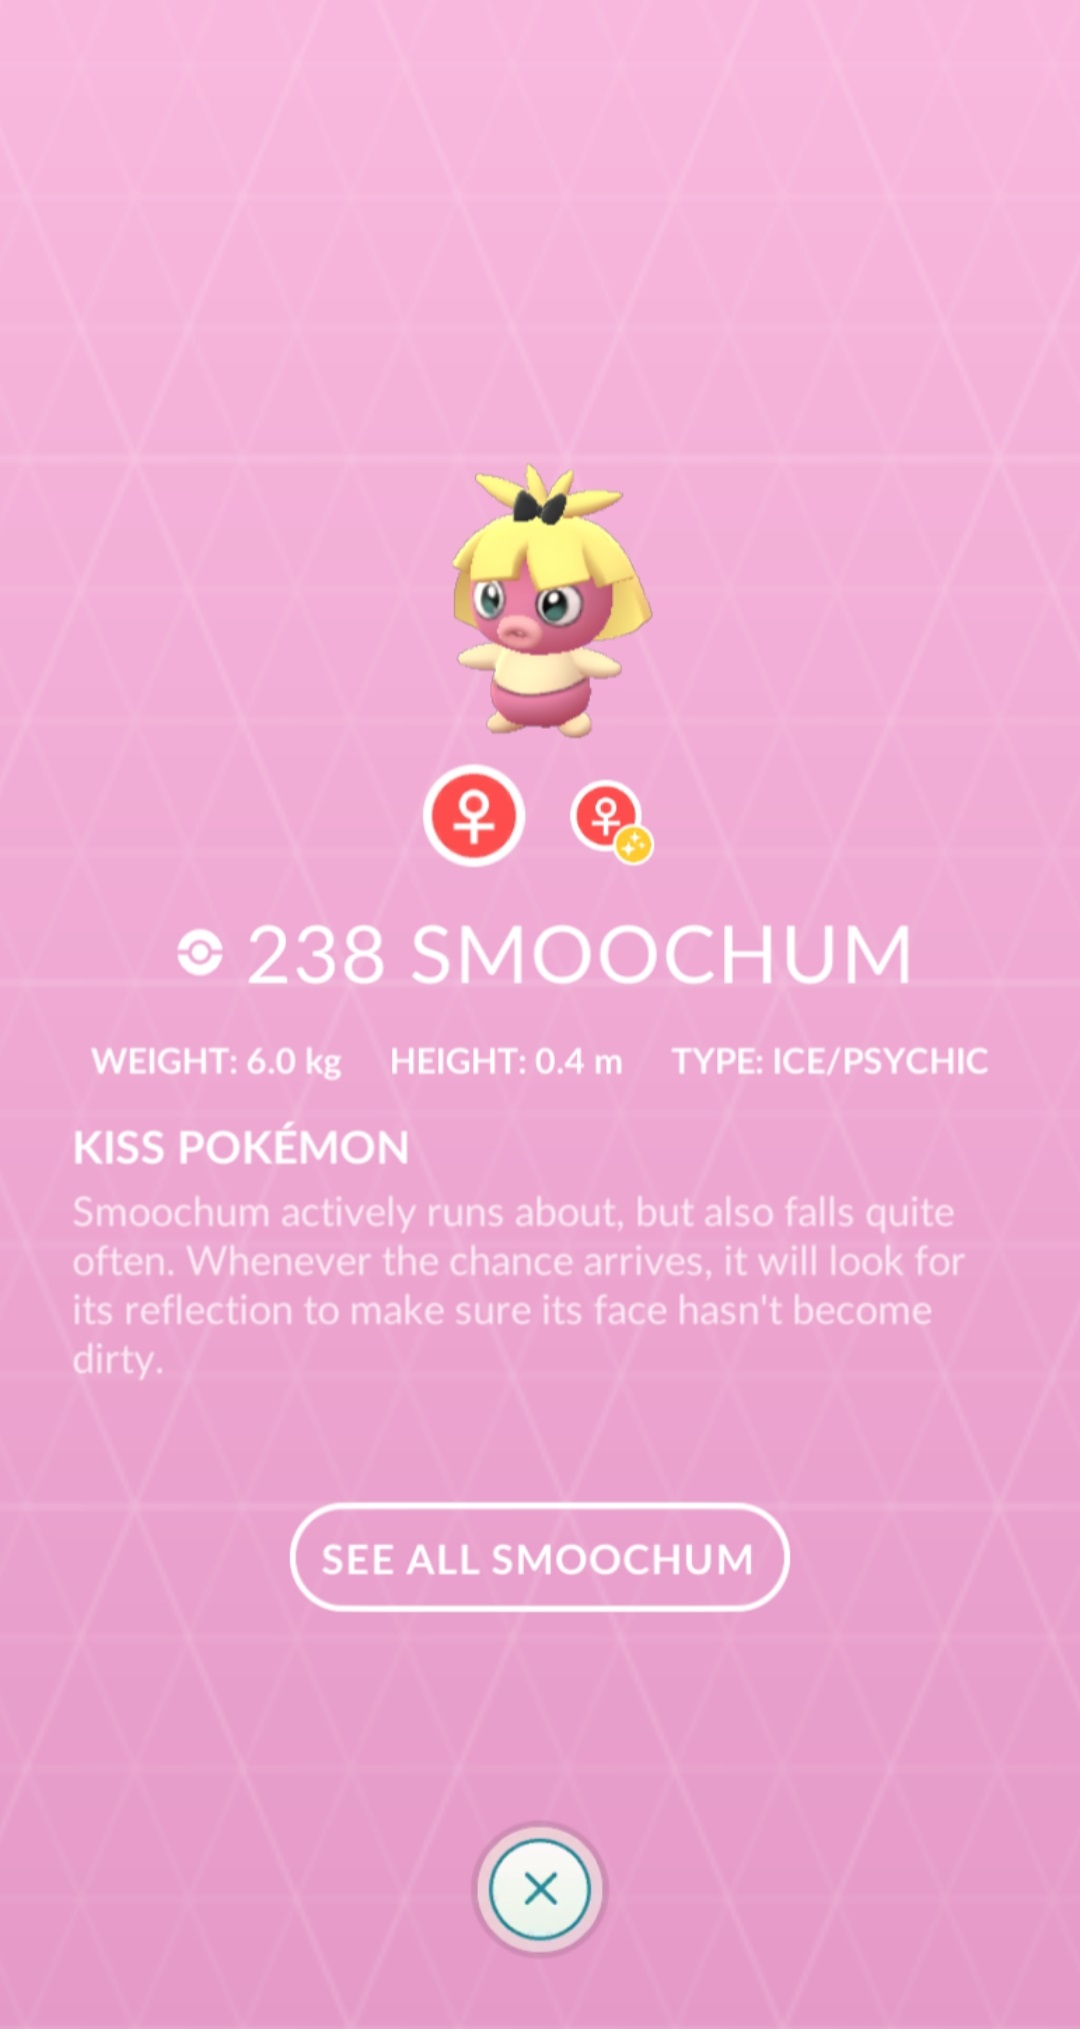 238 SMOOCHUM
WEIGHT: 6.0 kg HEIGHT: 0.4 m TYPE: ICE/PSYCHIC
KISS POKÉMON
Smoochum actively runs about, but also falls quite
often. Whenever the chance arrives, it will look for
its reflection to make sure its face hasn't become
dirty.
SEE ALL SMOOCHUM